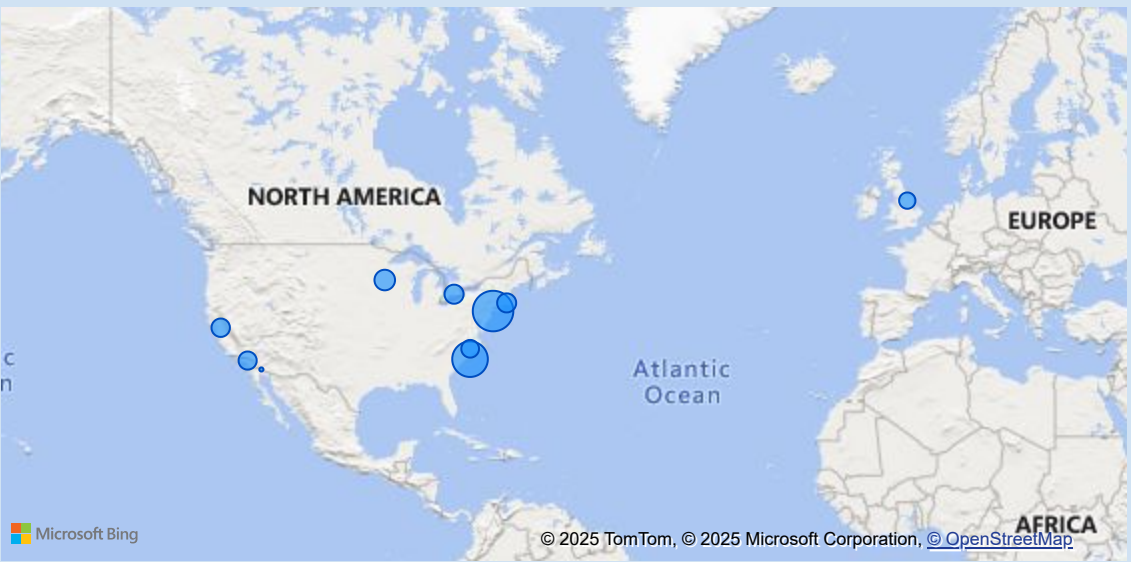 NORTH AMERICA
EUROPE
Atlantic
Ocean
c
n
AFRICA
Microsoft Bing
© 2025 TomTom, © 2025 Microsoft Corporation, © OpenStreetMap